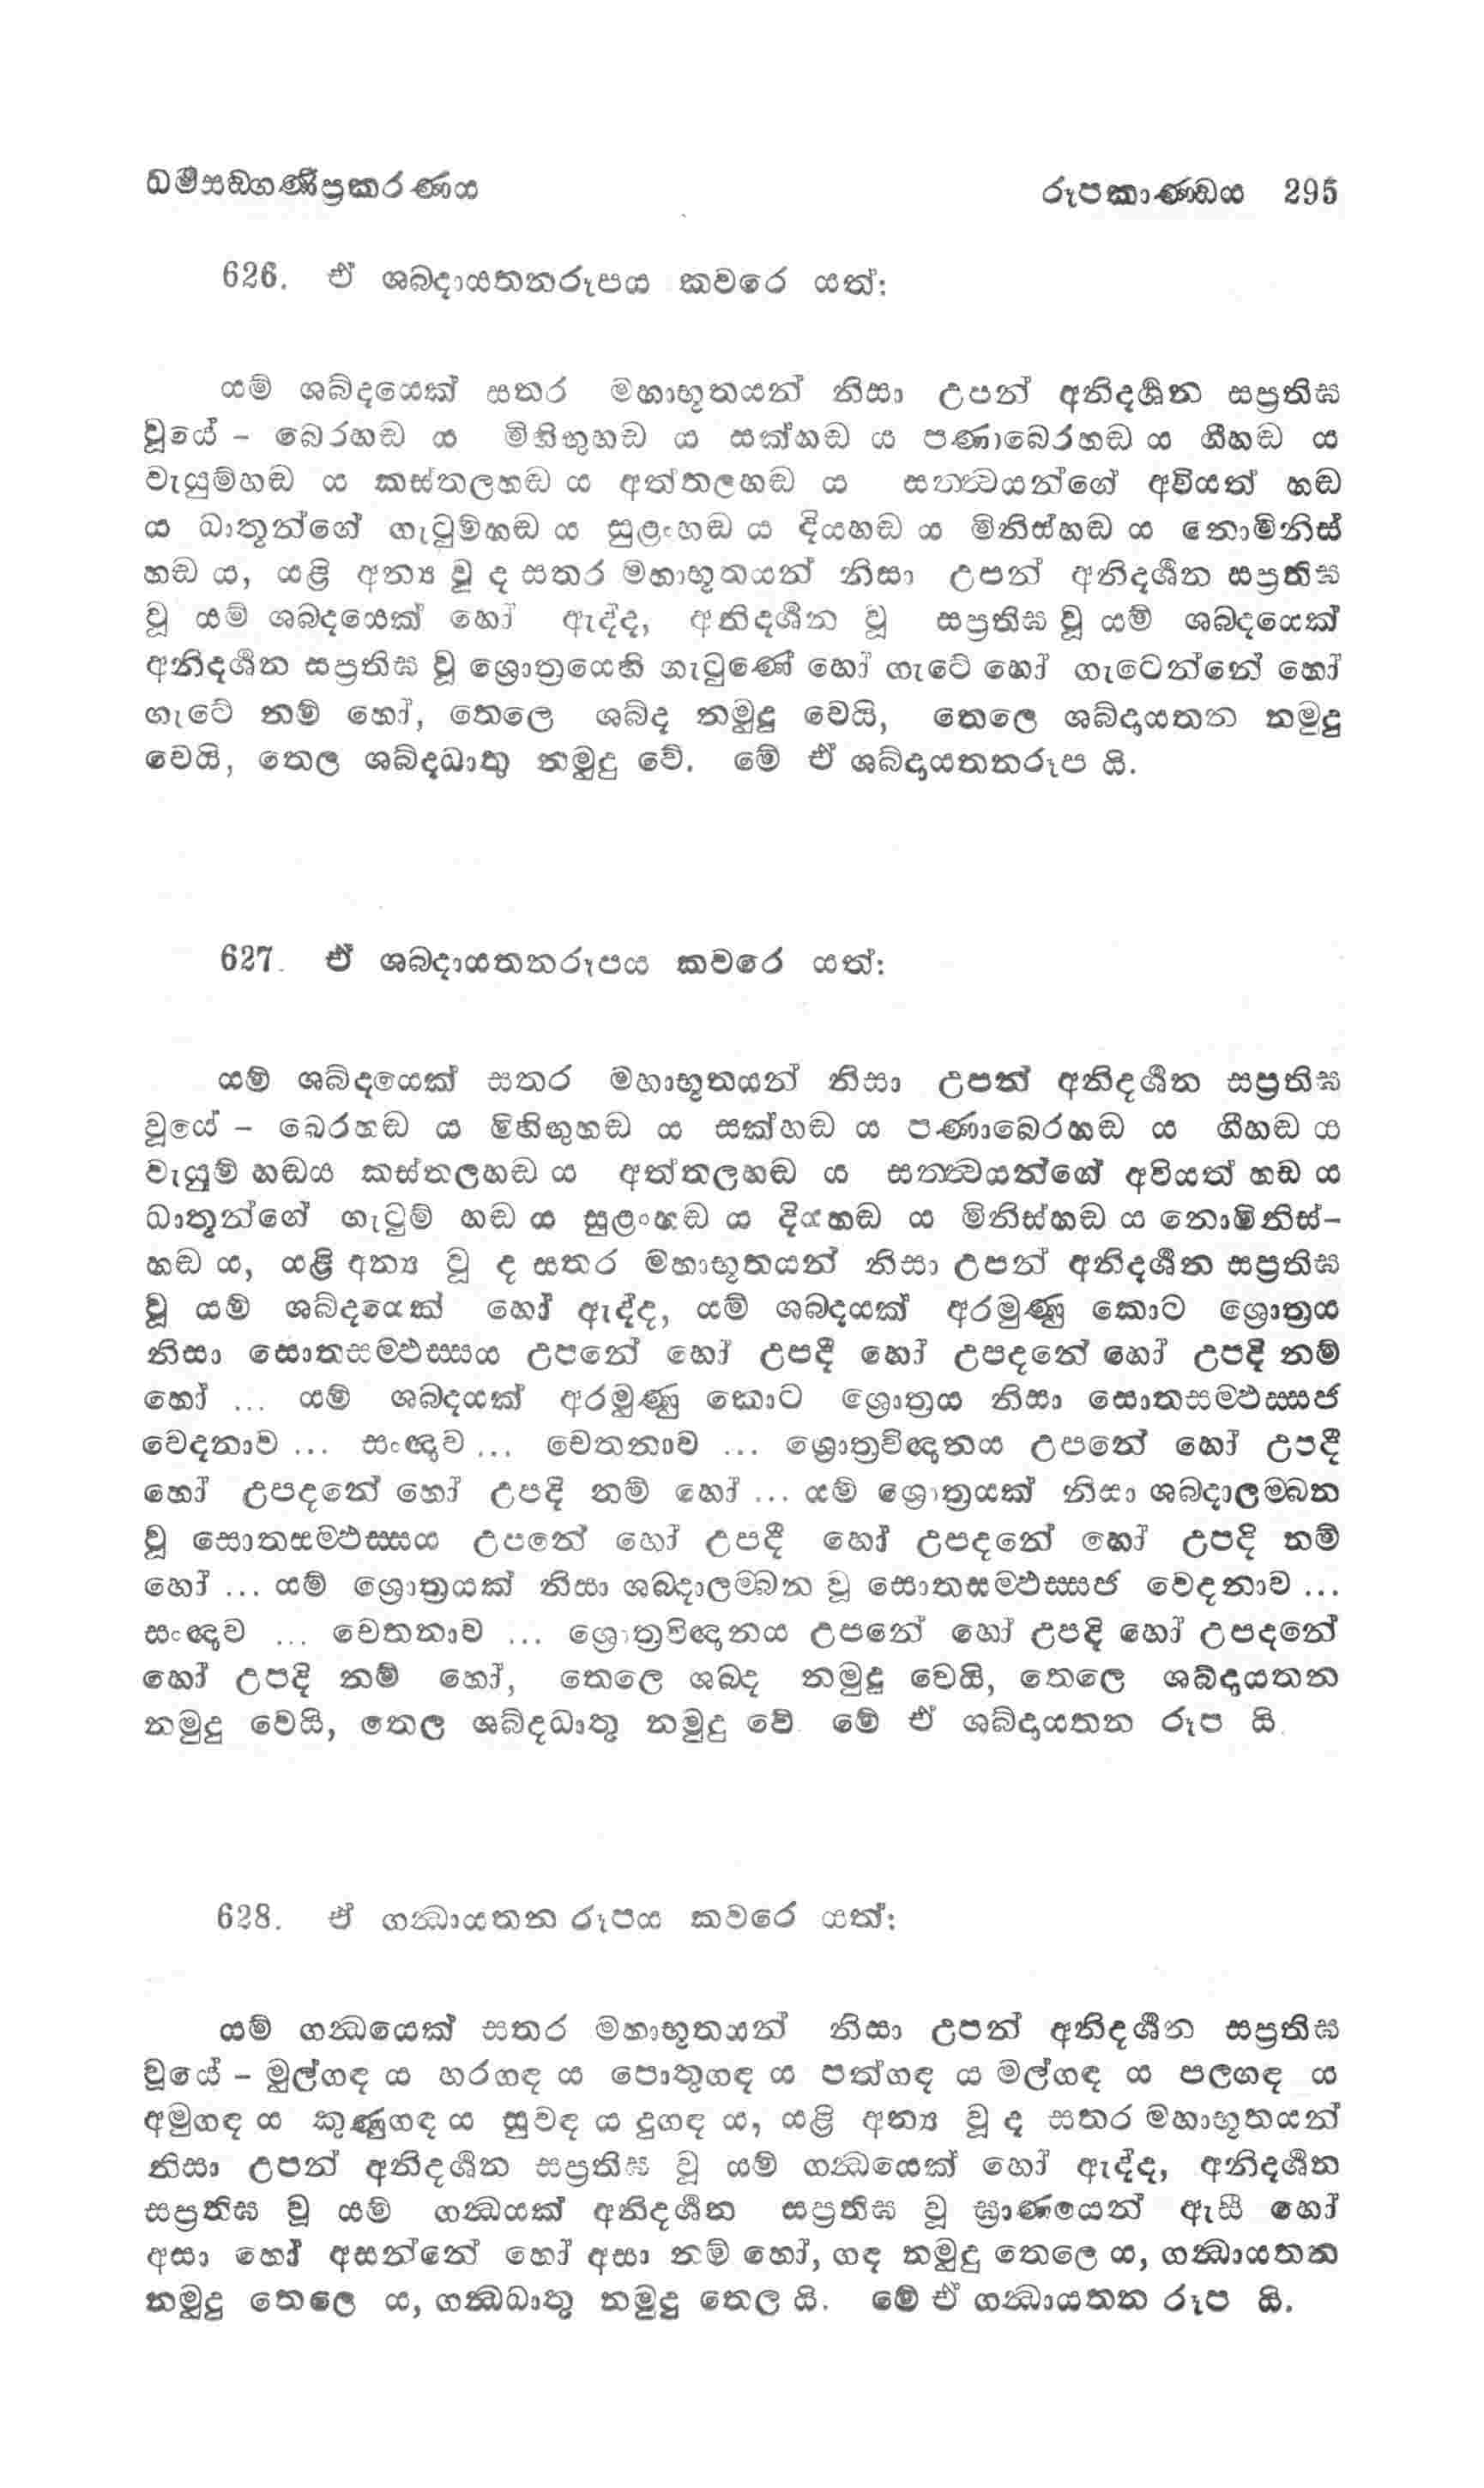 ධර්මසඞ්ගණීප්‍රකරණය
රූපකාණ්ඩය 295
626. ඒ ශබ්දායතනරූපය කවරේ යත්:
යම් ශබ්දයෙක් සතර මහාභූතයන් නිසා උපන් අනිදර්ශන සප්‍රතිඝ
වූයේ - බෙරහඬ ය මිහිඟුහඬ ය සක්හඬ ය පණාබෙරහඬ ය ගීහඬ ය
වැයුම්හඬ ය කස්තලහඬ ය අත්තලහඬ ය සත්ත්වයන්ගේ අවියත් හඬ
ය ධාතූන්ගේ ගැටුම්හඬ ය සුළංහඬ ය දියහඬ ය මිනිස්හඬ ය නොමිනිස්
හඬ ය, යළි අන්‍ය වූ ද සතර මහාභූතයන් නිසා උපන් අනිදර්ශන සප්‍රතිඝ
වූ යම් ශබ්දයෙක් හෝ ඇද්ද, අනිදර්ශන වූ සප්‍රතිඝ වූ යම් ශබ්දයෙක්
අනිදර්ශන සප්‍රතිඝ වූ ශ්‍රොත්‍රයෙහි ගැටුණේ හෝ ගැටේ හෝ ගැටෙන්නේ හෝ
ගැටේ නම් හෝ, තෙලෙ ශබ්ද නමුදු වෙයි, තෙලෙ ශබ්දායතන නමුදු
වෙයි, තෙල ශබ්දධාතු නමුදු වේ. මේ ඒ ශබ්දායතනරූප යි.
627. ඒ ශබ්දායතනරූපය කවරේ යත්:
යම් ශබ්දයෙක් සතර මහාභූතයන් නිසා උපන් අනිදර්ශන සප්‍රතිඝ
වූයේ - බෙරහඬ ය මිහිඟුහඬ ය සක්හඬ ය පණාබෙරහඬ ය ගීහඬ ය
වැයුම් හඬය කස්තලහඬ ය අත්තලහඬ ය සත්ත්වයන්ගේ අවියත් හඬ ය
ධාතූන්ගේ ගැටුම් හඬ ය සුළංහඬ ය දියහඬ ය මිනිස්හඬ ය නොමිනිස්-
හඬ ය, යළි අන්‍ය වූ ද සතර මහාභූතයන් නිසා උපන් අනිදර්ශන සප්‍රතිඝ
වූ යම් ශබ්දයෙක් හෝ ඇද්ද, යම් ශබ්දයක් අරමුණු කොට ශ්‍රොත්‍රය
නිසා සොතසම්ඵස්සය උපනේ හෝ උපදී හෝ උපදනේ හෝ උපදි නම්
හෝ ... යම් ශබ්දයක් අරමුණු කොට ශ්‍රොත්‍රය නිසා සොතසම්ඵස්සජ
වේදනාව ... සංඥාව ... චේතනාව ... ශ්‍රොත්‍රවිඥානය උපනේ හෝ උපදී
හෝ උපදනේ හෝ උපදි නම් හෝ ... යම් ශ්‍රොත්‍රයක් නිසා ශබ්දාලම්බන
වූ සොතසම්ඵස්සය උපනේ හෝ උපදී හෝ උපදනේ හෝ උපදි නම්
හෝ ... යම් ශ්‍රොත්‍රයක් නිසා ශබ්දාලම්බන වූ සොතසම්ඵස්සජ වේදනාව ...
සංඥාව ... චේතනාව ... ශ්‍රොත්‍රවිඥානය උපනේ හෝ උපදි හෝ උපදනේ
හෝ උපදි නම් හෝ, තෙලෙ ශබ්ද නමුදු වෙයි, තෙලෙ ශබ්දායතන
නමුදු වෙයි, තෙල ශබ්දධාතු නමුදු වේ. මේ ඒ ශබ්දායතන රූප යි.
628. ඒ ගන්ධායතන රූපය කවරේ යත්:
යම් ගන්ධයෙක් සතර මහාභූතයන් නිසා උපන් අනිදර්ශන සප්‍රතිඝ
වූයේ - මුල්ගඳ ය හරගඳ ය පොතුගඳ ය පත්ගඳ ය මල්ගඳ ය පලගඳ ය
අමුගඳ ය කුණුගඳ ය සුවඳ ය දුගඳ ය, යළි අන්‍ය වූ ද සතර මහාභූතයන්
නිසා උපන් අනිදර්ශන සප්‍රතිඝ වූ යම් ගන්ධයෙක් හෝ ඇද්ද, අනිදර්ශන
සප්‍රතිඝ වූ යම් ගන්ධයක් අනිදර්ශන සප්‍රතිඝ වූ ඝ්‍රාණයෙන් ඇසී හෝ
අසා හෝ අසන්නේ හෝ අසා නම් හෝ, ගඳ නමුදු තෙලෙ ය, ගන්ධායතන
නමුදු තෙලෙ ය, ගන්ධධාතු නමුදු තෙල යි. මේ ඒ ගන්ධායතන රූප යි.